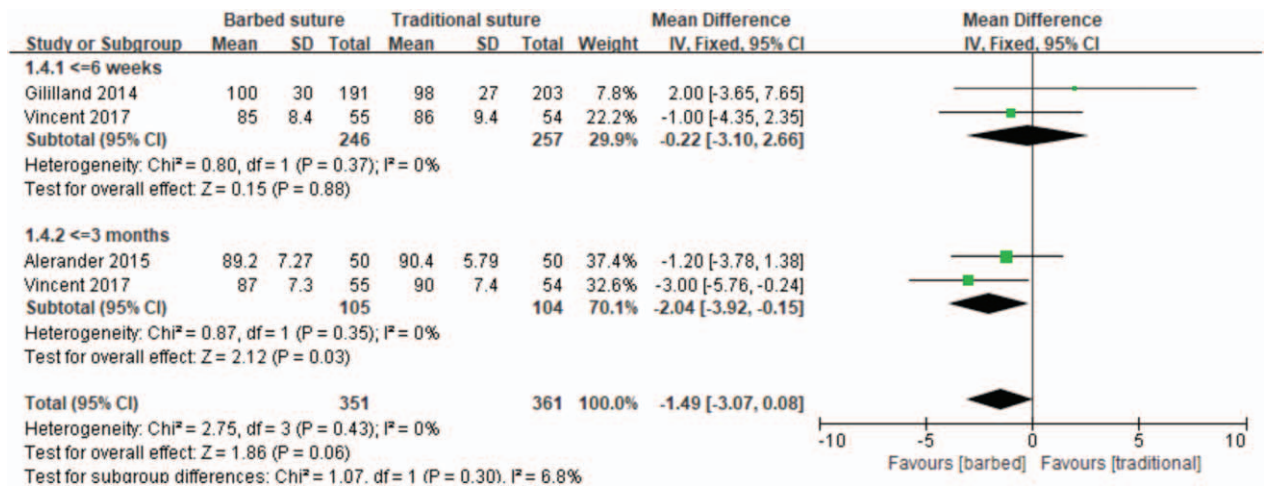 Barbed suture Traditional suture Mean Difference Mean Difference
Study or Subgroup Mean SD Total Mean SD Total Weight IV, Fixed, 95% CI IV, Fixed, 95% CI
1.4.1 <=6 weeks
Gililland 2014 100 30 191 98 27 203 7.8% 2.00 [-3.65, 7.65]
Vincent 2017 85 8.4 55 86 9.4 54 22.2% -1.00 [-4.35, 2.35]
Subtotal (95% CI) 246 257 29.9% -0.22 [-3.10, 2.66]
Heterogeneity: Chi² = 0.80, df = 1 (P = 0.37); I² = 0%
Test for overall effect: Z = 0.15 (P = 0.88)
1.4.2 <=3 months
Alerander 2015 89.2 7.27 50 90.4 5.79 50 37.4% -1.20 [-3.78, 1.38]
Vincent 2017 87 7.3 55 90 7.4 54 32.6% -3.00 [-5.76, -0.24]
Subtotal (95% CI) 105 104 70.1% -2.04 [-3.92, -0.15]
Heterogeneity: Chi² = 0.87, df = 1 (P = 0.35); I² = 0%
Test for overall effect: Z = 2.12 (P = 0.03)
Total (95% CI) 351 361 100.0% -1.49 [-3.07, 0.08]
Heterogeneity: Chi² = 2.75, df = 3 (P = 0.43); I² = 0%
Test for overall effect: Z = 1.86 (P = 0.06)
Test for subgroup differences: Chi² = 1.07, df = 1 (P = 0.30), I² = 6.8%
-10 -5 0 5 10
Favours [barbed] Favours [traditional]